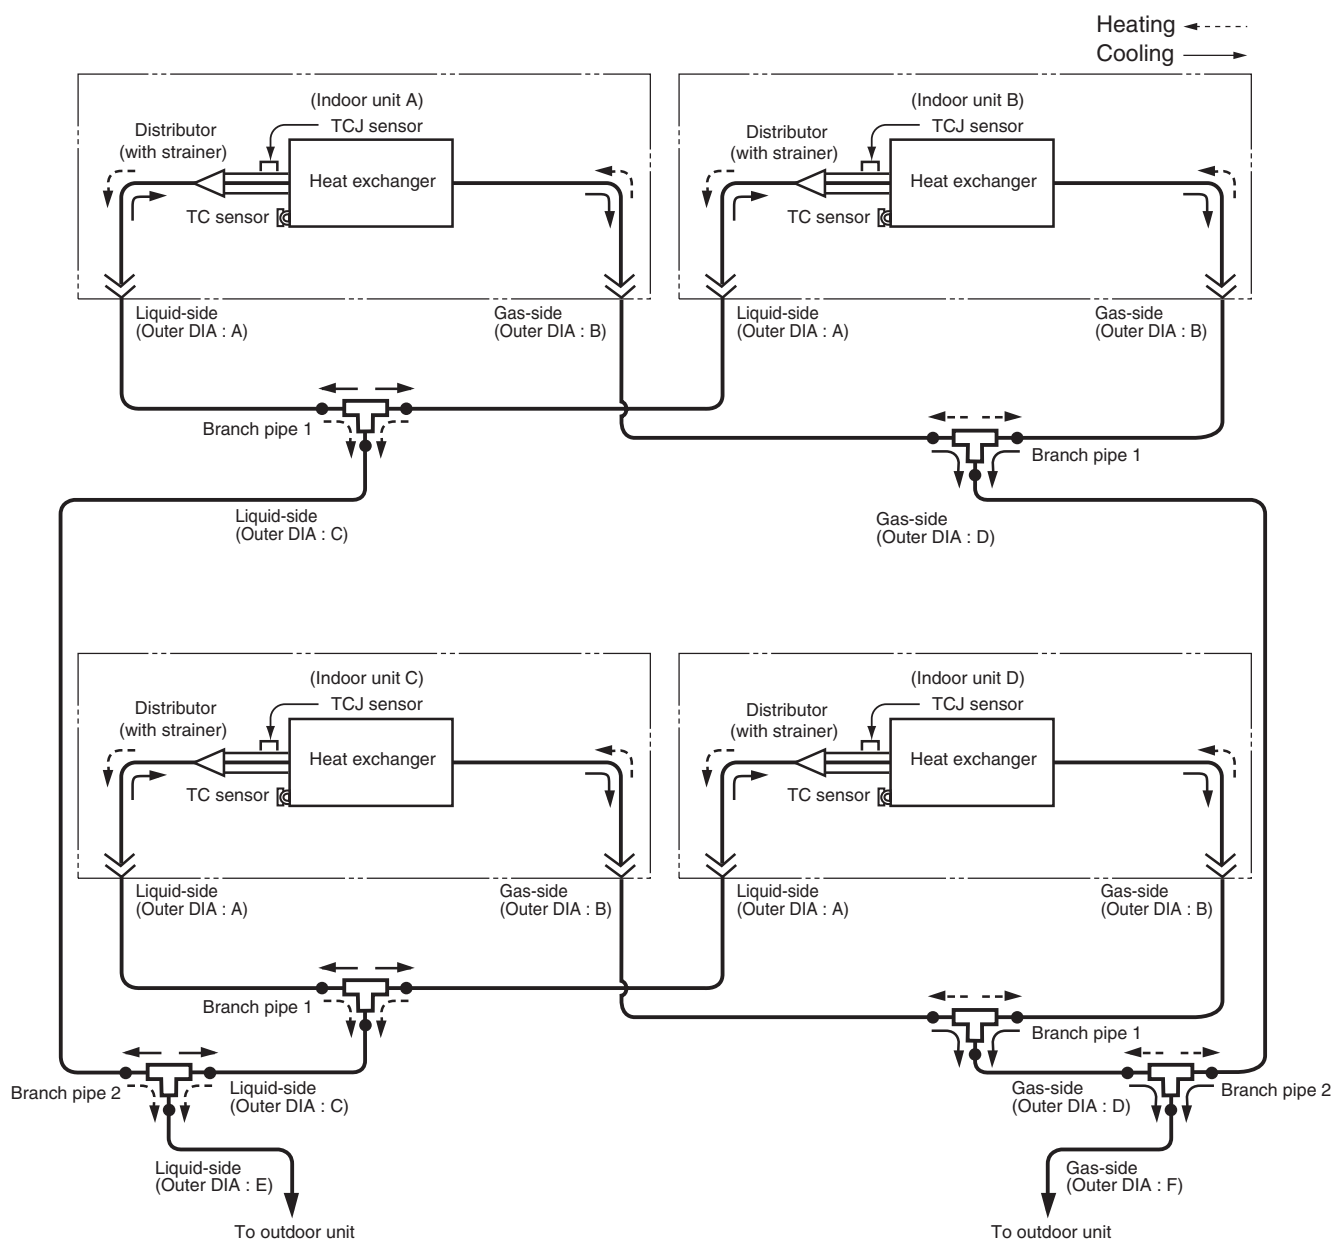 Heating
Cooling
(Indoor unit A)
TCJ sensor
Distributor
(with strainer)
Heat exchanger
TC sensor
Liquid-side
(Outer DIA : A)
Gas-side
(Outer DIA : B)
(Indoor unit B)
TCJ sensor
Distributor
(with strainer)
Heat exchanger
TC sensor
Liquid-side
(Outer DIA : A)
Gas-side
(Outer DIA : B)
Branch pipe 1
Branch pipe 1
Liquid-side
(Outer DIA : C)
Gas-side
(Outer DIA : D)
(Indoor unit C)
TCJ sensor
Distributor
(with strainer)
Heat exchanger
TC sensor
Liquid-side
(Outer DIA : A)
Gas-side
(Outer DIA : B)
(Indoor unit D)
TCJ sensor
Distributor
(with strainer)
Heat exchanger
TC sensor
Liquid-side
(Outer DIA : A)
Gas-side
(Outer DIA : B)
Branch pipe 1
Branch pipe 1
Branch pipe 2
Liquid-side
(Outer DIA : C)
Gas-side
(Outer DIA : D)
Branch pipe 2
Liquid-side
(Outer DIA : E)
Gas-side
(Outer DIA : F)
To outdoor unit
To outdoor unit